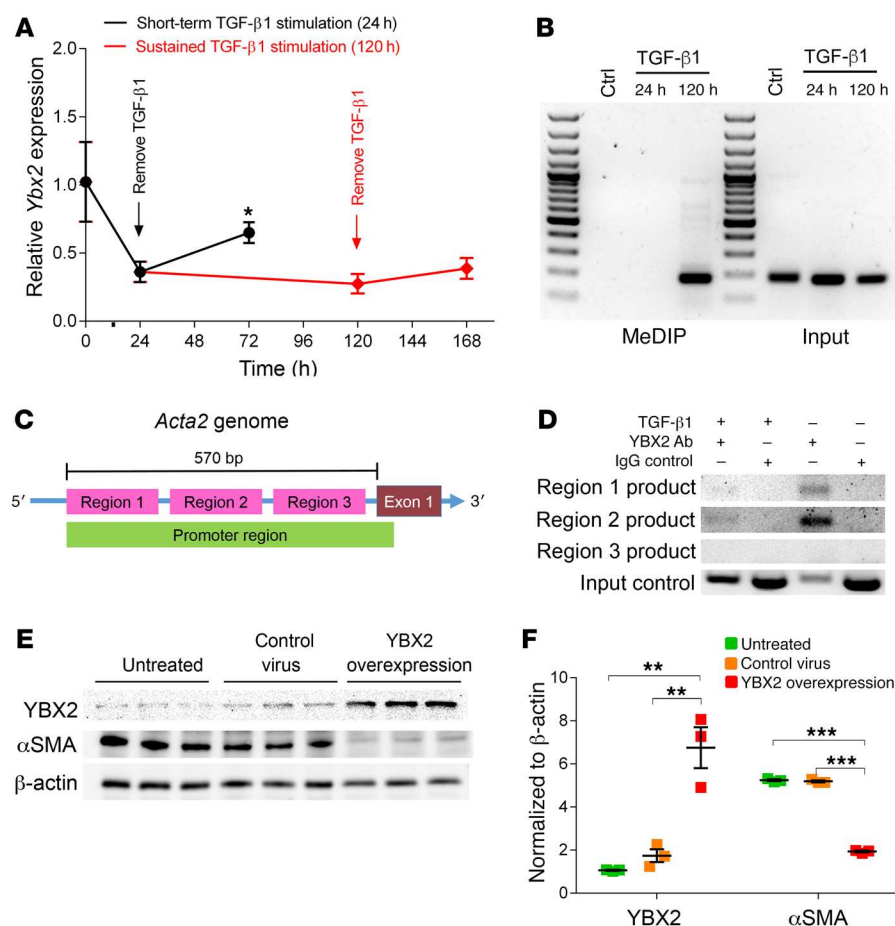 A
Short-term TGF-β1 stimulation (24 h)
Sustained TGF-β1 stimulation (120 h)
Relative Ybx2 expression
2.0
1.5
1.0
0.5
0.0
Remove TGF-β1
Remove TGF-β1
*
0 24 48 72 96 120 144 168
Time (h)
B
TGF-β1
TGF-β1
Ctrl 24 h 120 h Ctrl 24 h 120 h
MeDIP Input
C
Acta2 genome
570 bp
5′ Region 1 Region 2 Region 3 Exon 1 3′
Promoter region
D
TGF-β1 + + – –
YBX2 Ab + – + –
IgG control – + – +
Region 1 product
Region 2 product
Region 3 product
Input control
E
Untreated
Control
virus
YBX2
overexpression
YBX2
αSMA
β-actin
F
Untreated
Control virus
YBX2 overexpression
Normalized to β-actin
10
8
6
4
2
0
**
**
***
***
YBX2 αSMA